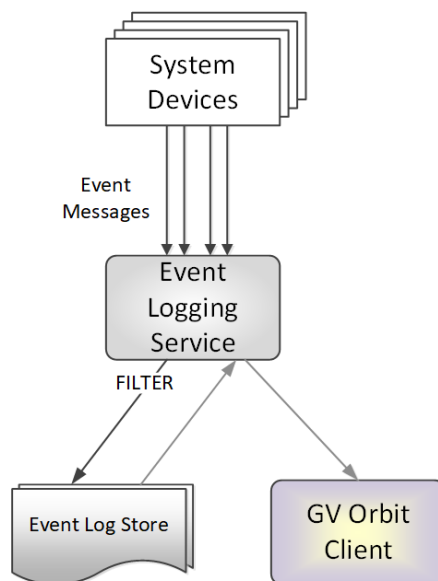 System
Devices
Event
Messages
Event
Logging
Service
FILTER
Event Log Store
GV Orbit
Client